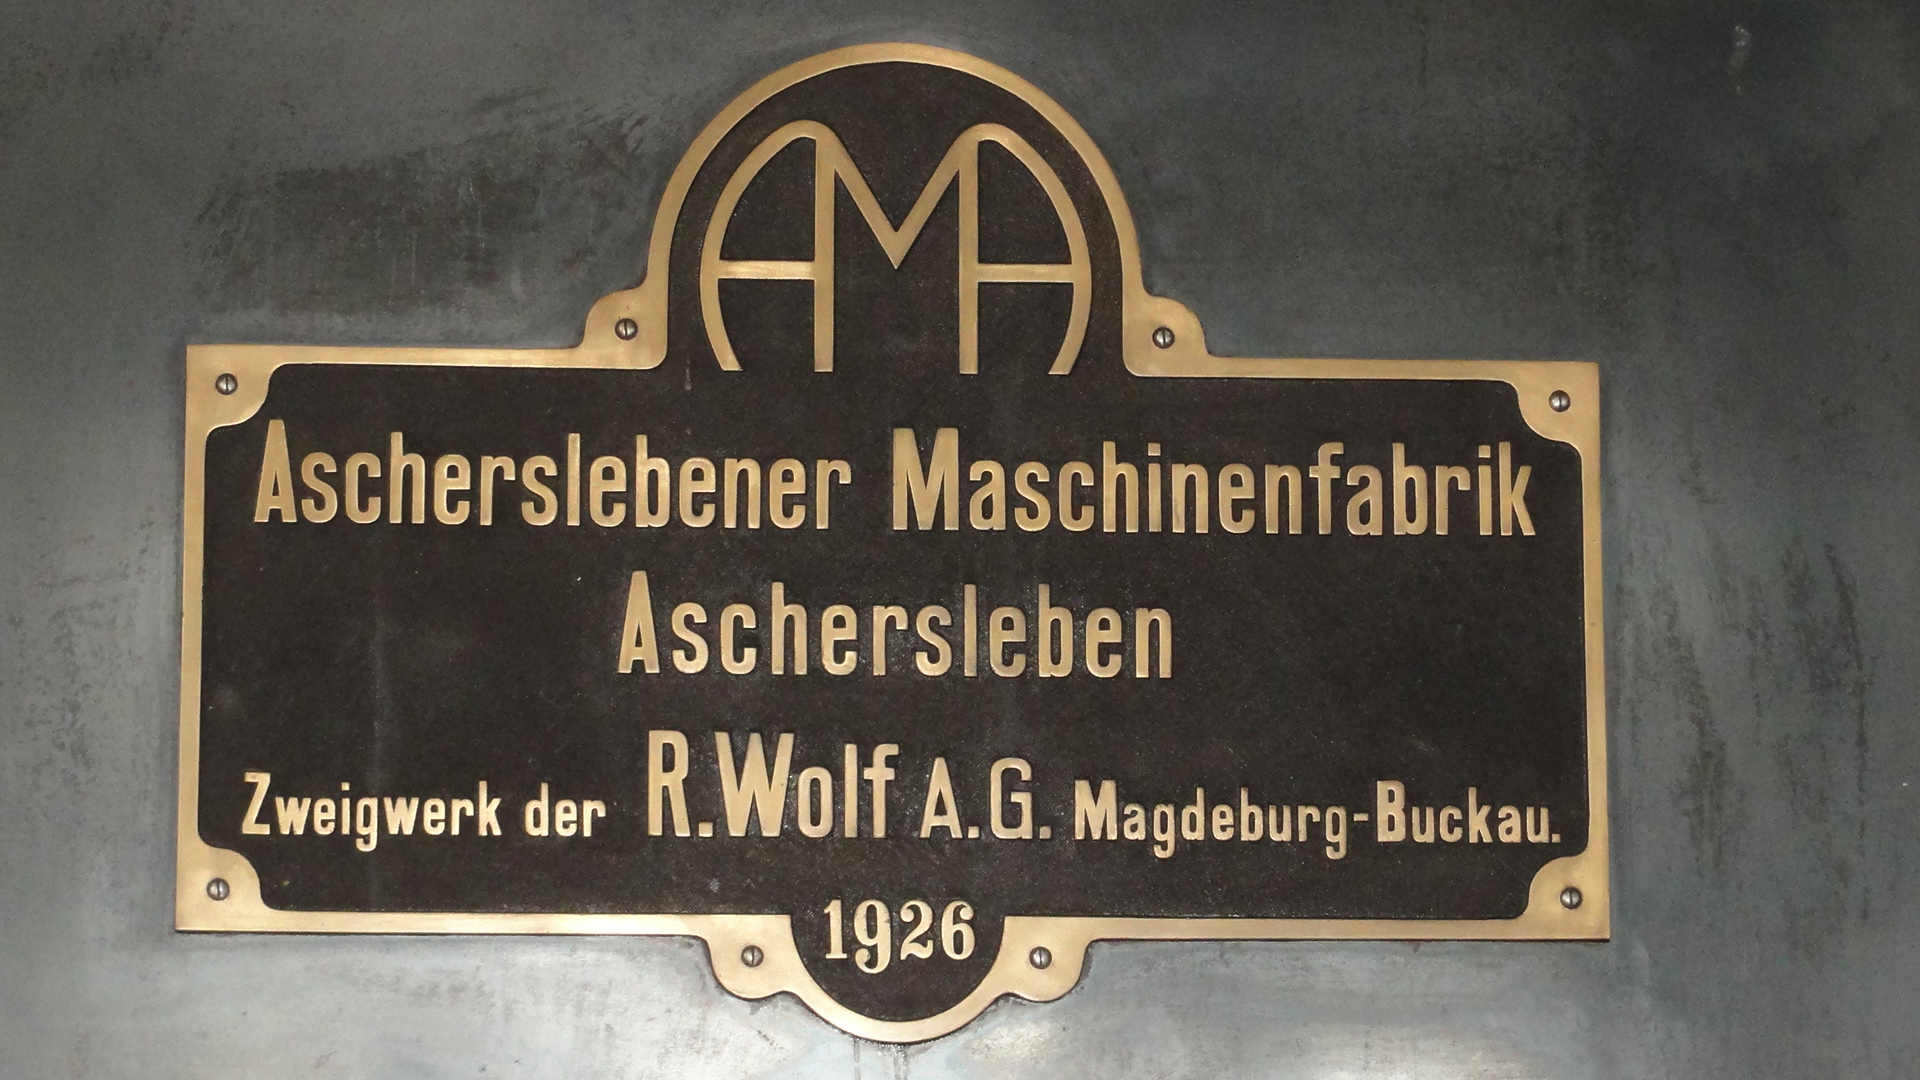 AMA
Ascherslebener Maschinenfabrik
Aschersleben
Zweigwerk der R.Wolf A.G. Magdeburg-Buckau.
1926